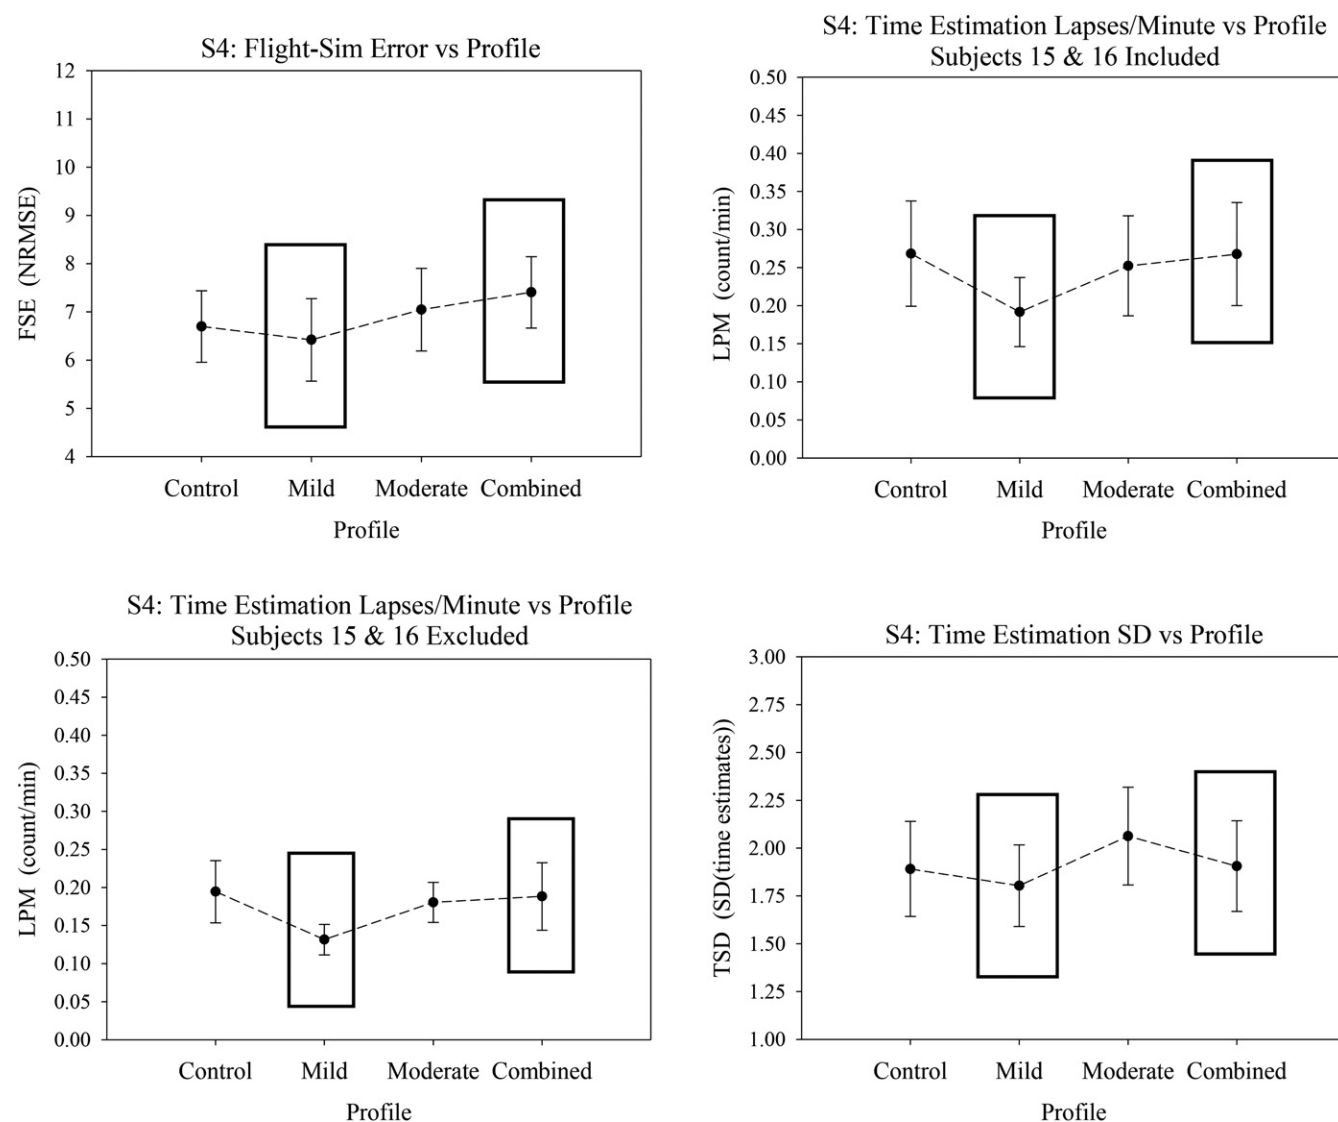 S4: Flight-Sim Error vs Profile
12
11
10
9
8
7
6
5
4
FSE (NRMSE)
Control Mild Moderate Combined
Profile
S4: Time Estimation Lapses/Minute vs Profile
Subjects 15 & 16 Included
0.50
0.45
0.40
0.35
0.30
0.25
0.20
0.15
0.10
0.05
0.00
LPM (count/min)
Control Mild Moderate Combined
Profile
S4: Time Estimation Lapses/Minute vs Profile
Subjects 15 & 16 Excluded
0.50
0.45
0.40
0.35
0.30
0.25
0.20
0.15
0.10
0.05
0.00
LPM (count/min)
Control Mild Moderate Combined
Profile
S4: Time Estimation SD vs Profile
3.00
2.75
2.50
2.25
2.00
1.75
1.50
1.25
1.00
TSD (SD(time estimates))
Control Mild Moderate Combined
Profile